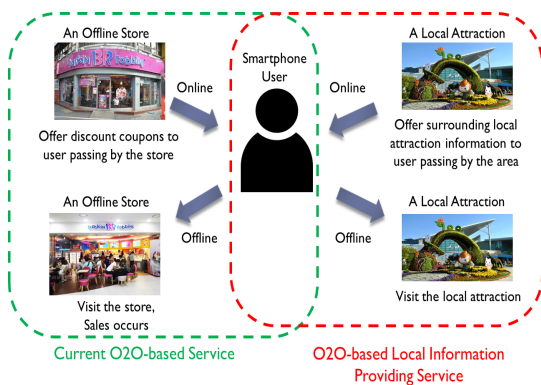 An Offline Store
Online
Offer discount coupons to
user passing by the store
An Offline Store
Offline
Visit the store,
Sales occurs
Current O2O-based Service
Smartphone
User
A Local Attraction
Online
Offer surrounding local
attraction information to
user passing by the area
A Local Attraction
Offline
Visit the local attraction
O2O-based Local Information
Providing Service